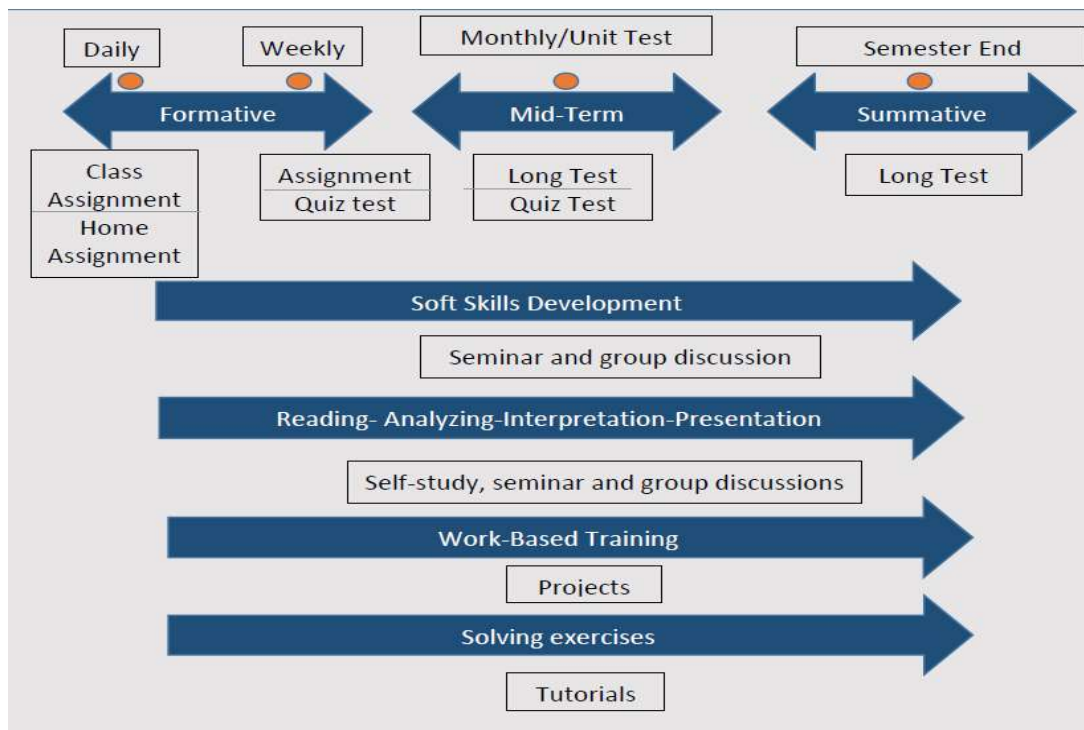 Daily
Weekly
Monthly/Unit Test
Semester End
Formative
Mid-Term
Summative
Class
Assignment
Home
Assignment
Assignment
Quiz test
Long Test
Quiz Test
Long Test
Soft Skills Development
Seminar and group discussion
Reading- Analyzing-Interpretation-Presentation
Self-study, seminar and group discussions
Work-Based Training
Projects
Solving exercises
Tutorials